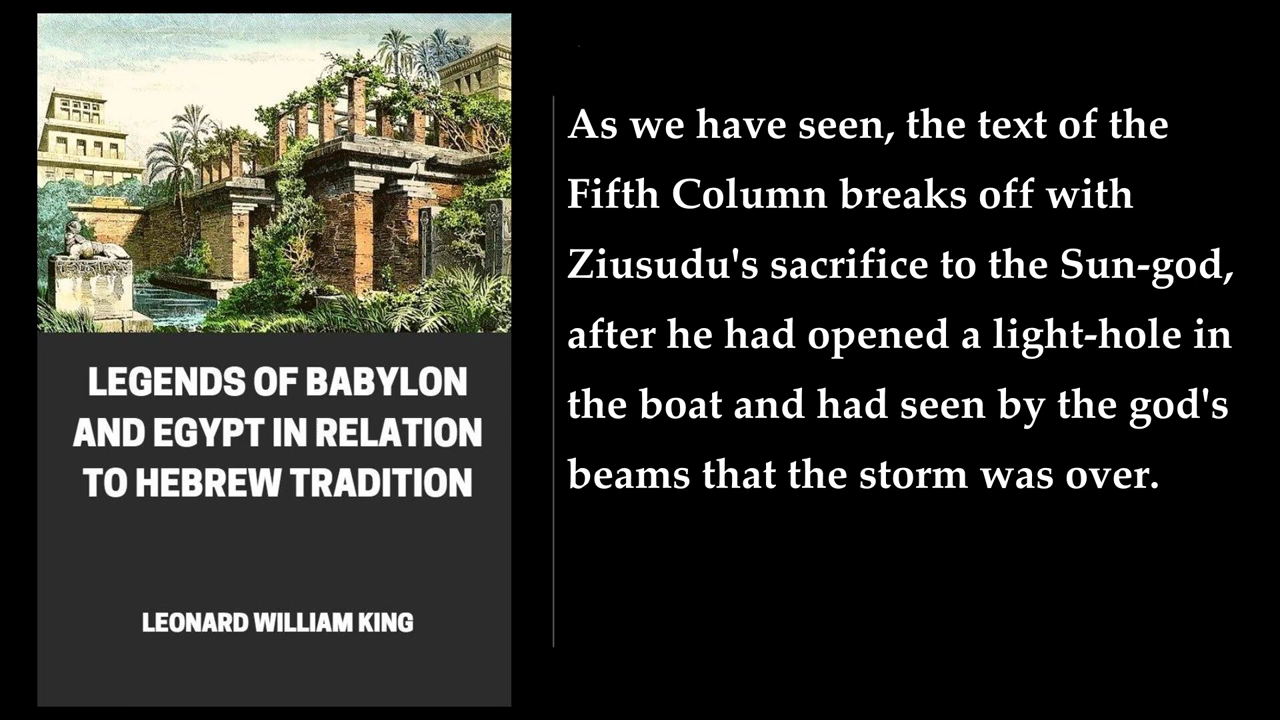 LEGENDS OF BABYLON
AND EGYPT IN RELATION
TO HEBREW TRADITION
LEONARD WILLIAM KING
As we have seen, the text of the
Fifth Column breaks off with
Ziusudu's sacrifice to the Sun-god,
after he had opened a light-hole in
the boat and had seen by the god's
beams that the storm was over.